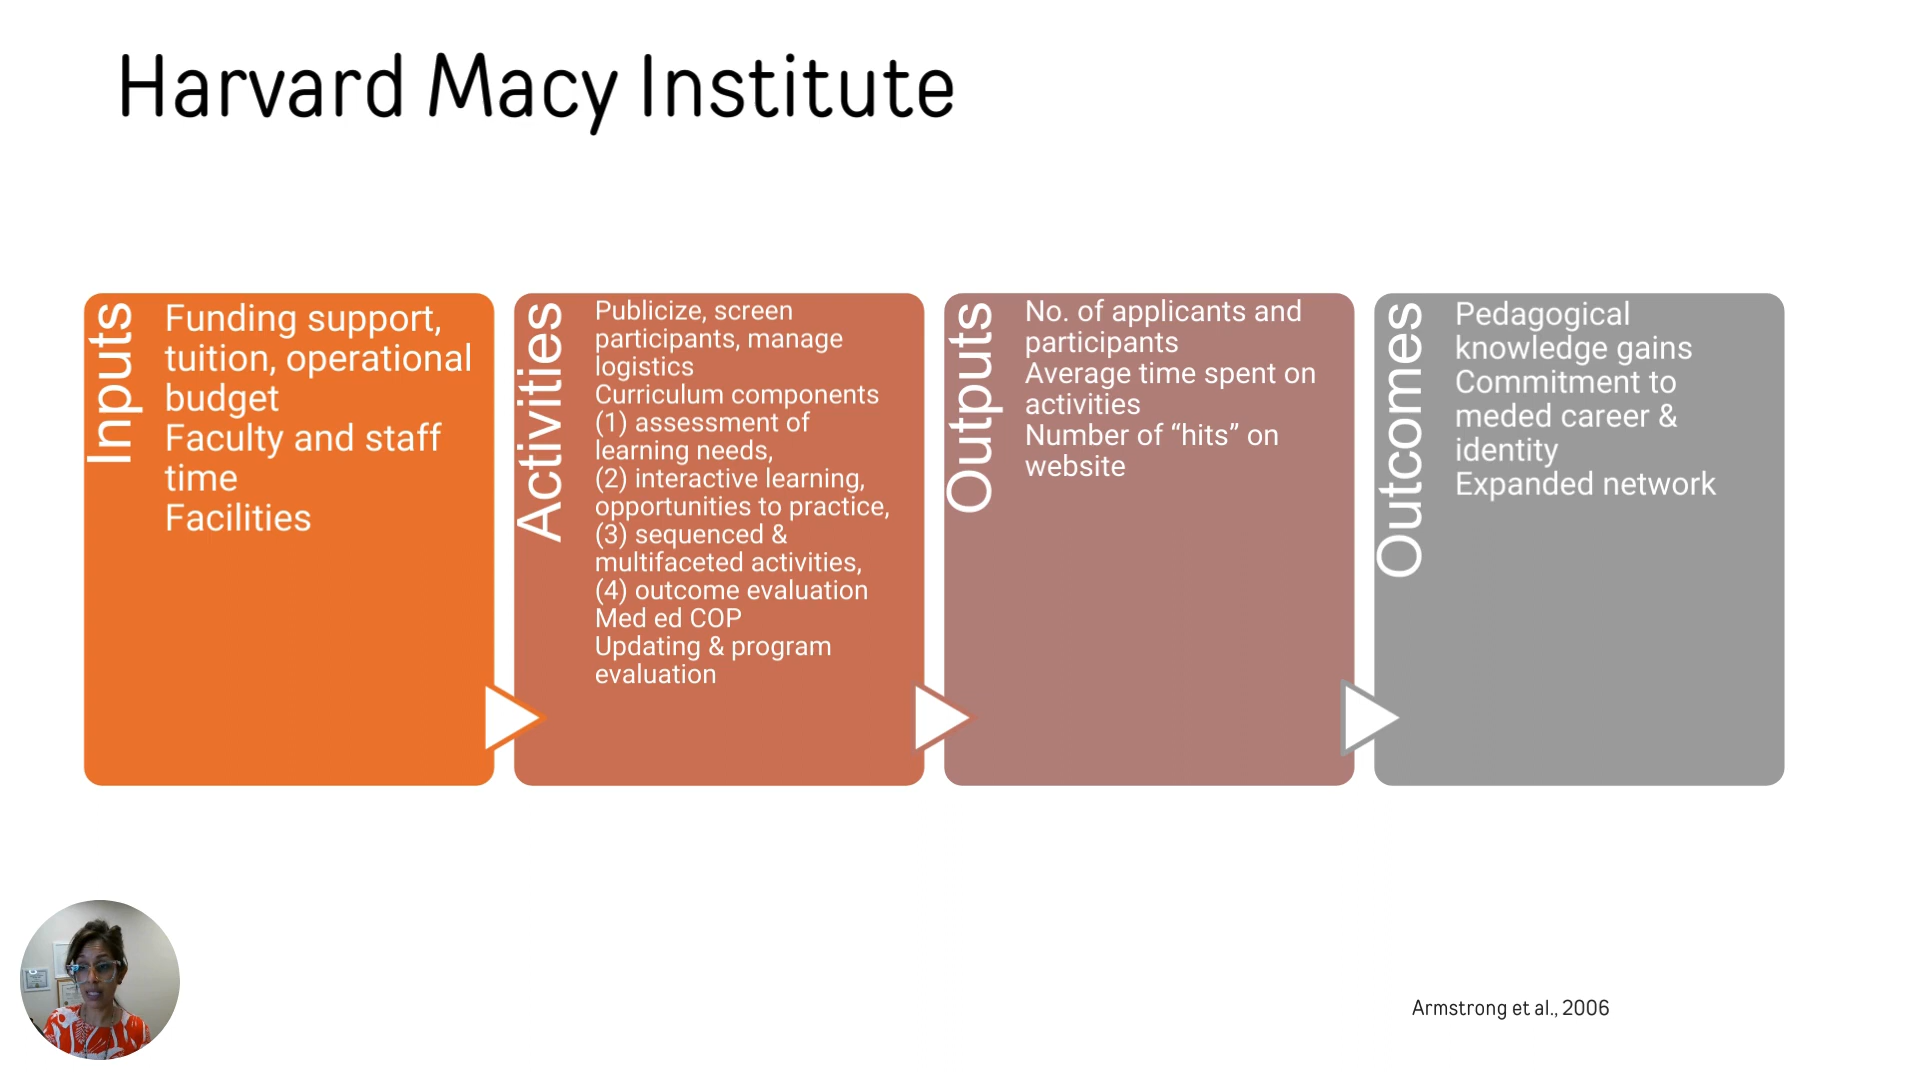 Harvard Macy Institute
Inputs
Funding support,
tuition, operational
budget
Faculty and staff
time
Facilities
Activities
Publicize, screen
participants, manage
logistics
Curriculum components
(1) assessment of
learning needs,
(2) interactive learning,
opportunities to practice,
(3) sequenced &
multifaceted activities,
(4) outcome evaluation
Med ed COP
Updating & program
evaluation
Outputs
No. of applicants and
participants
Average time spent on
activities
Number of “hits” on
website
Outcomes
Pedagogical
knowledge gains
Commitment to
meded career &
identity
Expanded network
Armstrong et al., 2006